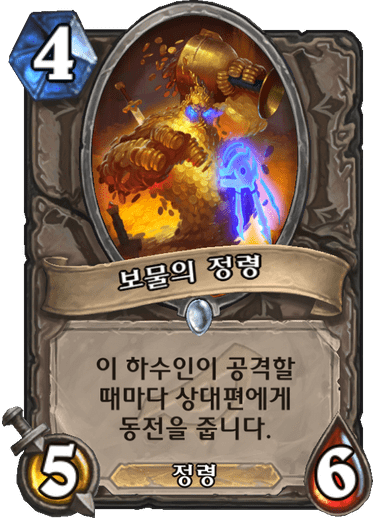 4
보물의 정령
이 하수인이 공격할
때마다 상대편에게
동전을 줍니다.
5
정령
6